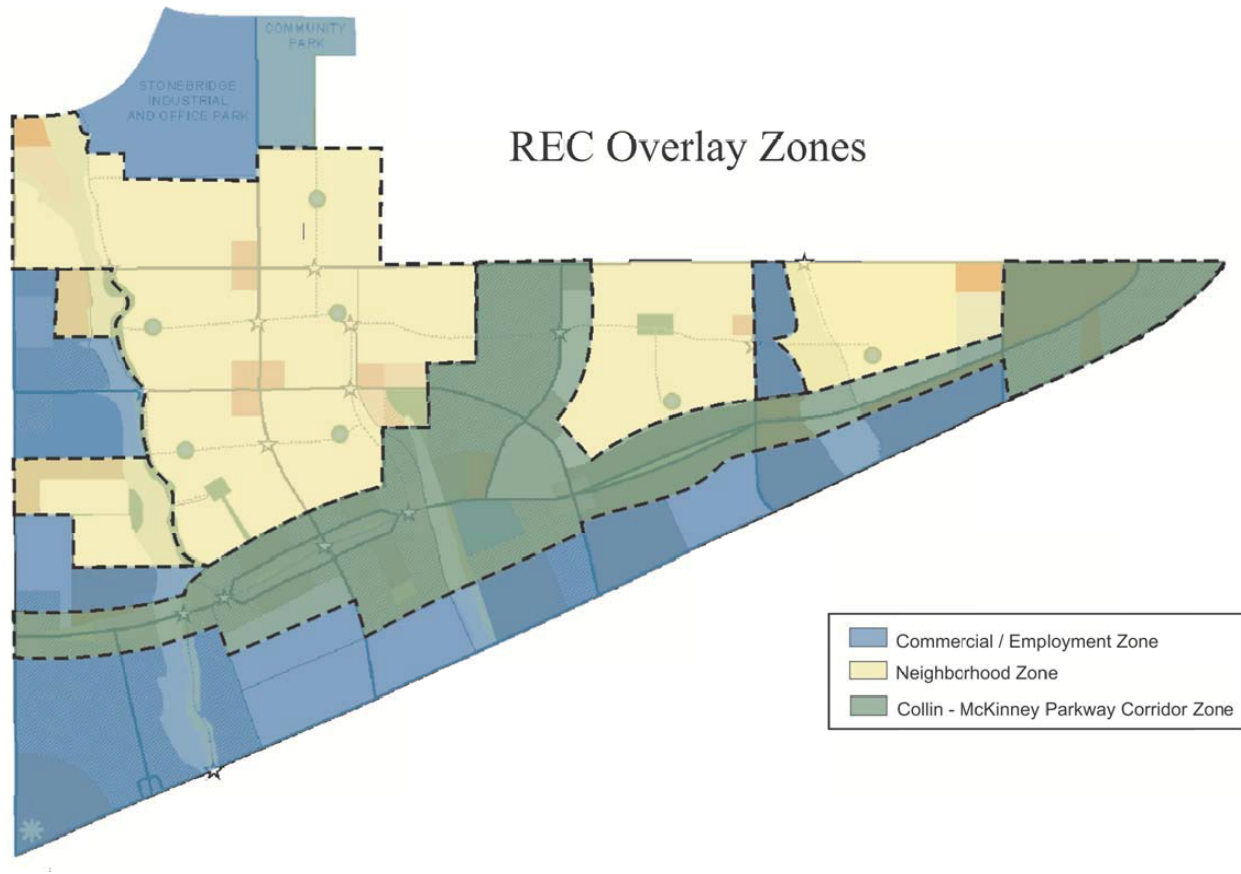 COMMUNITY
PARK
STONEBRIDGE
INDUSTRIAL
AND OFFICE PARK
REC Overlay Zones
Commercial / Employment Zone
Neighborhood Zone
Collin - McKinney Parkway Corridor Zone